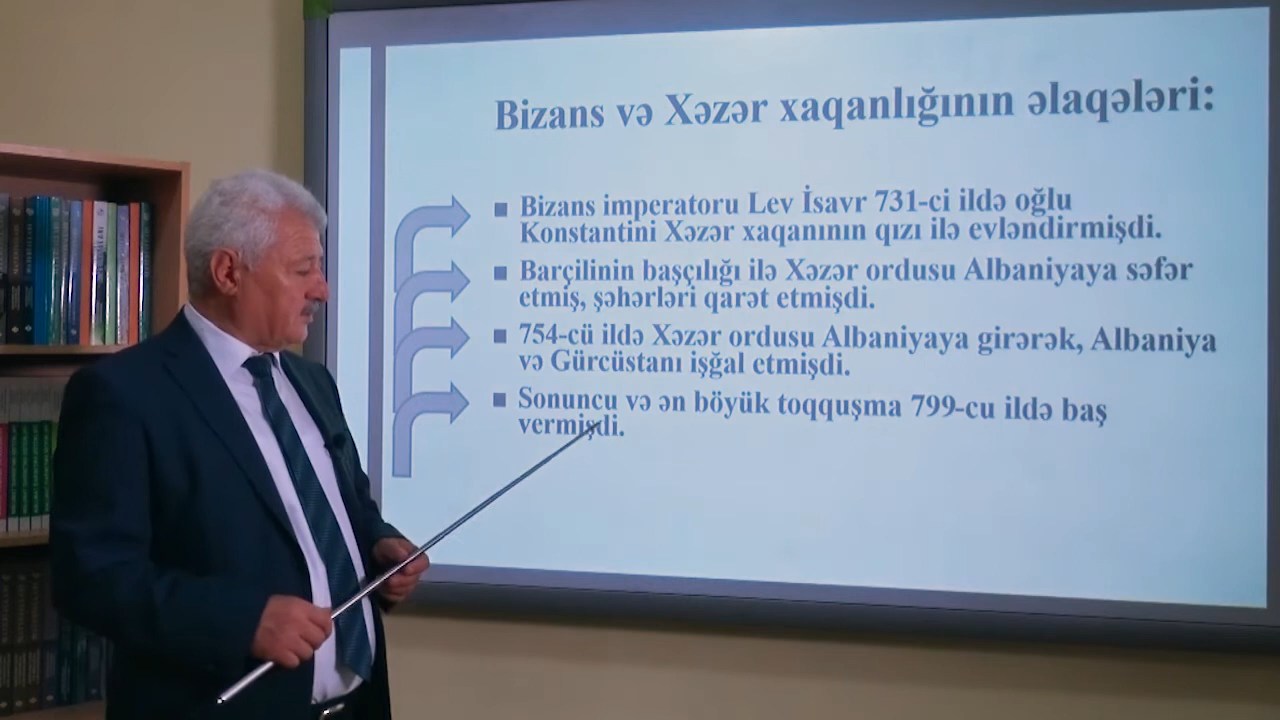 Bizans və Xəzər xaqanlığının əlaqələri:
Bizans imperatoru Lev İsavr 731-ci ildə oğlu
Konstantini Xəzər xaqanının qızı ilə evləndirmişdi.
Barçilinin başçılığı ilə Xəzər ordusu Albaniyaya səfər
etmiş, şəhərləri qarət etmişdi.
754-cü ildə Xəzər ordusu Albaniyaya girərək, Albaniya
və Gürcüstanı işğal etmişdi.
Sonuncu və ən böyük toqquşma 799-cu ildə baş
vermişdi.